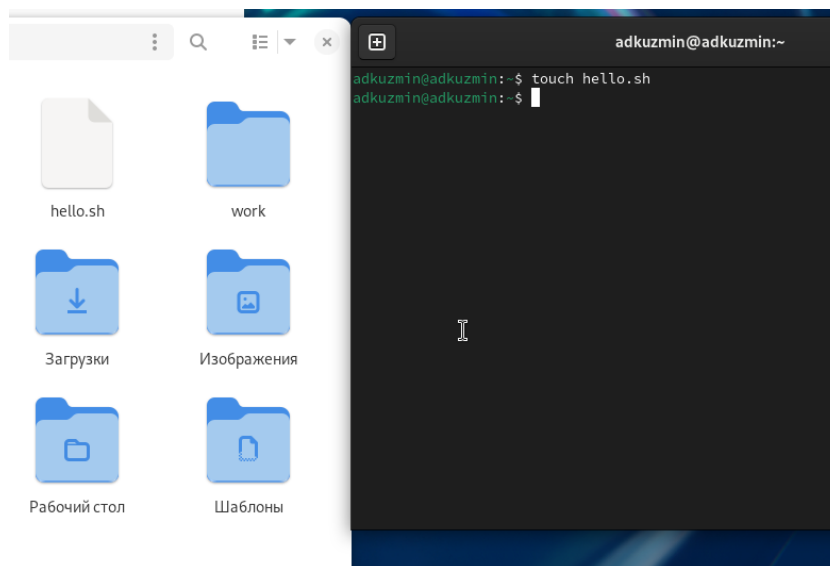 hello.sh
work
Загрузки
Изображения
Рабочий стол
Шаблоны
adkuzmin@adkuzmin:~
adkuzmin@adkuzmin:~$ touch hello.sh
adkuzmin@adkuzmin:~$